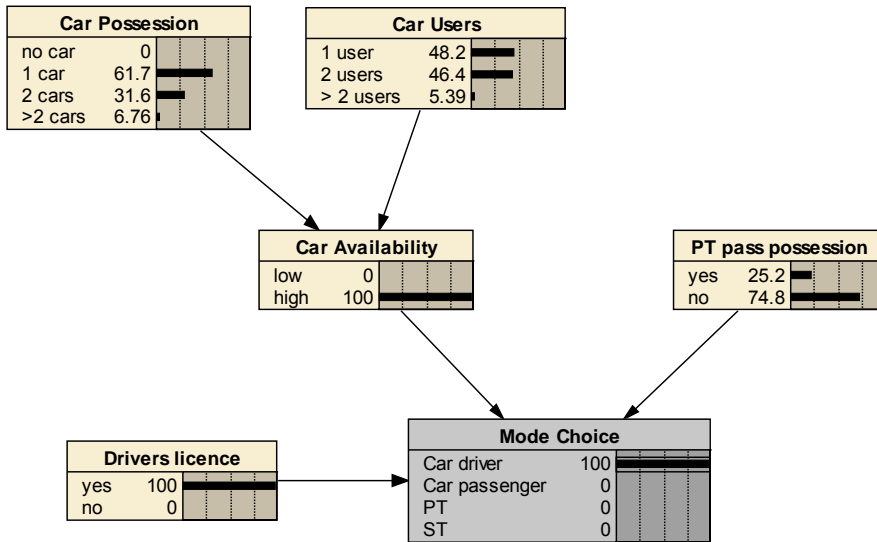 Car Possession
no car 0
1 car 61.7
2 cars 31.6
>2 cars 6.76
Car Users
1 user 48.2
2 users 46.4
> 2 users 5.39
Car Availability
low 0
high 100
PT pass possession
yes 25.2
no 74.8
Drivers licence
yes 100
no 0
Mode Choice
Car driver 100
Car passenger 0
PT 0
ST 0